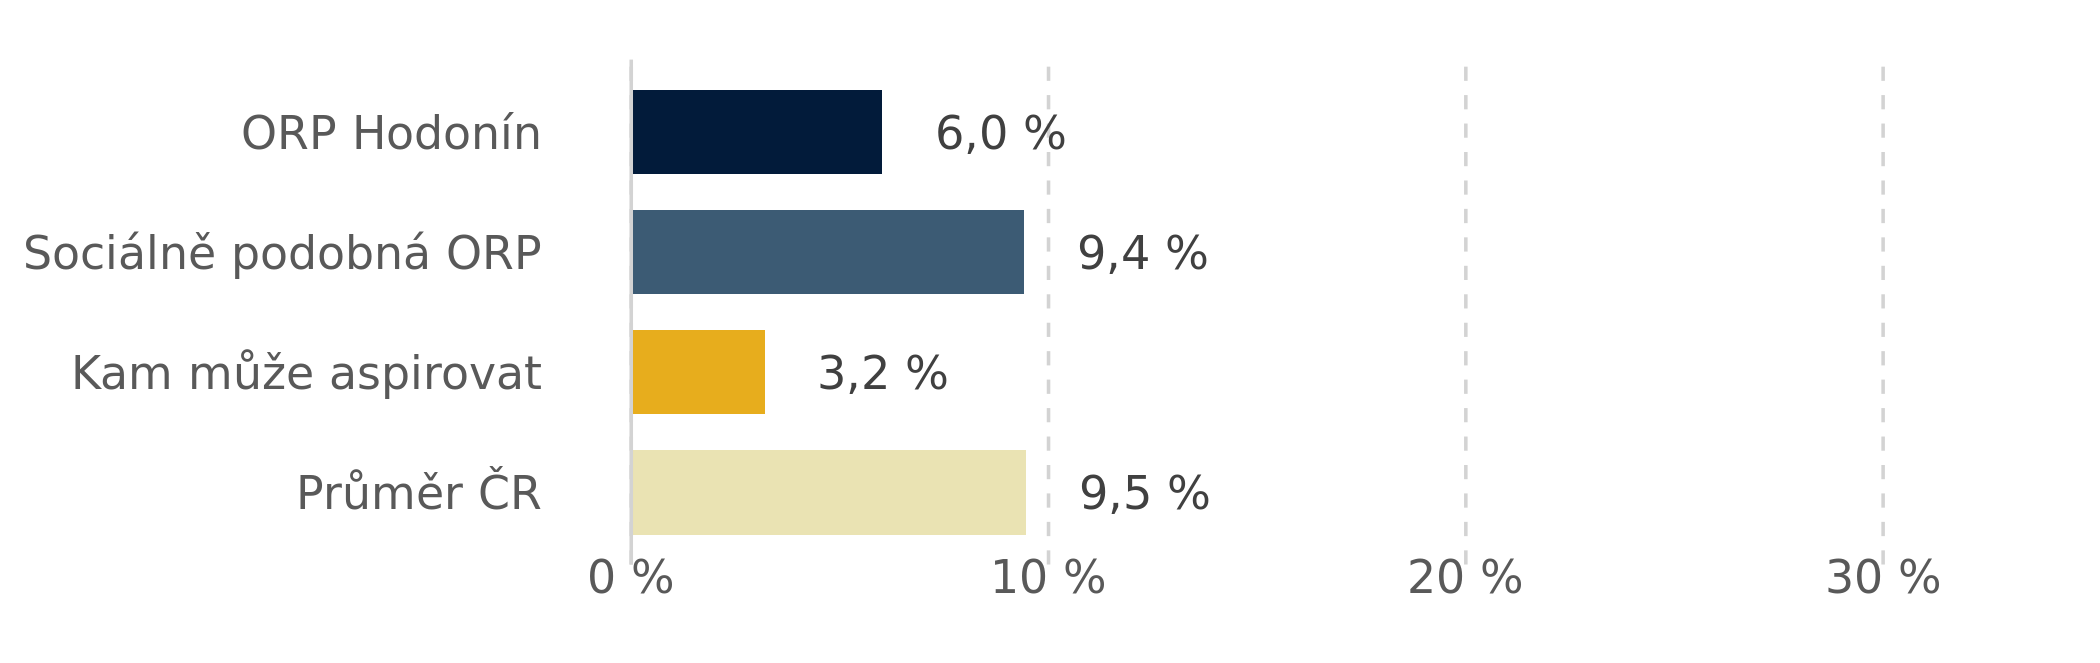 ORP Hodonín 6,0 %
Sociálně podobná ORP 9,4 %
Kam může aspirovat 3,2 %
Průměr ČR 9,5 %
0 % 10 % 20 % 30 %